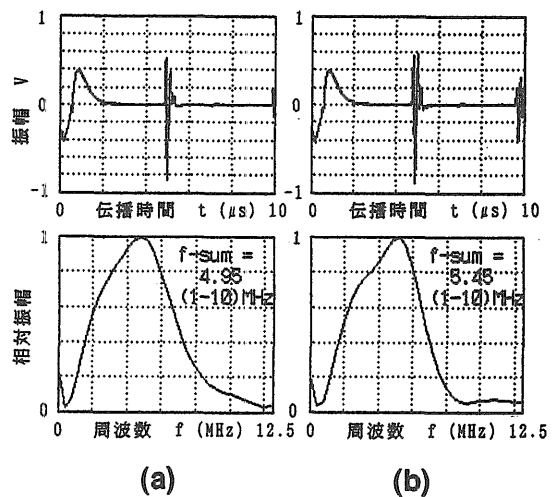 1
1
振幅 V
0
0
-1
-1
0 伝播時間 t (μs) 10
0 伝播時間 t (μs) 10
1
1
f-sum =
4.95
(1-10)MHz
f-sum =
5.45
(1-10)MHz
相対振幅
0
0
0 周波数 f (MHz) 12.5
0 周波数 f (MHz) 12.5
(a)
(b)